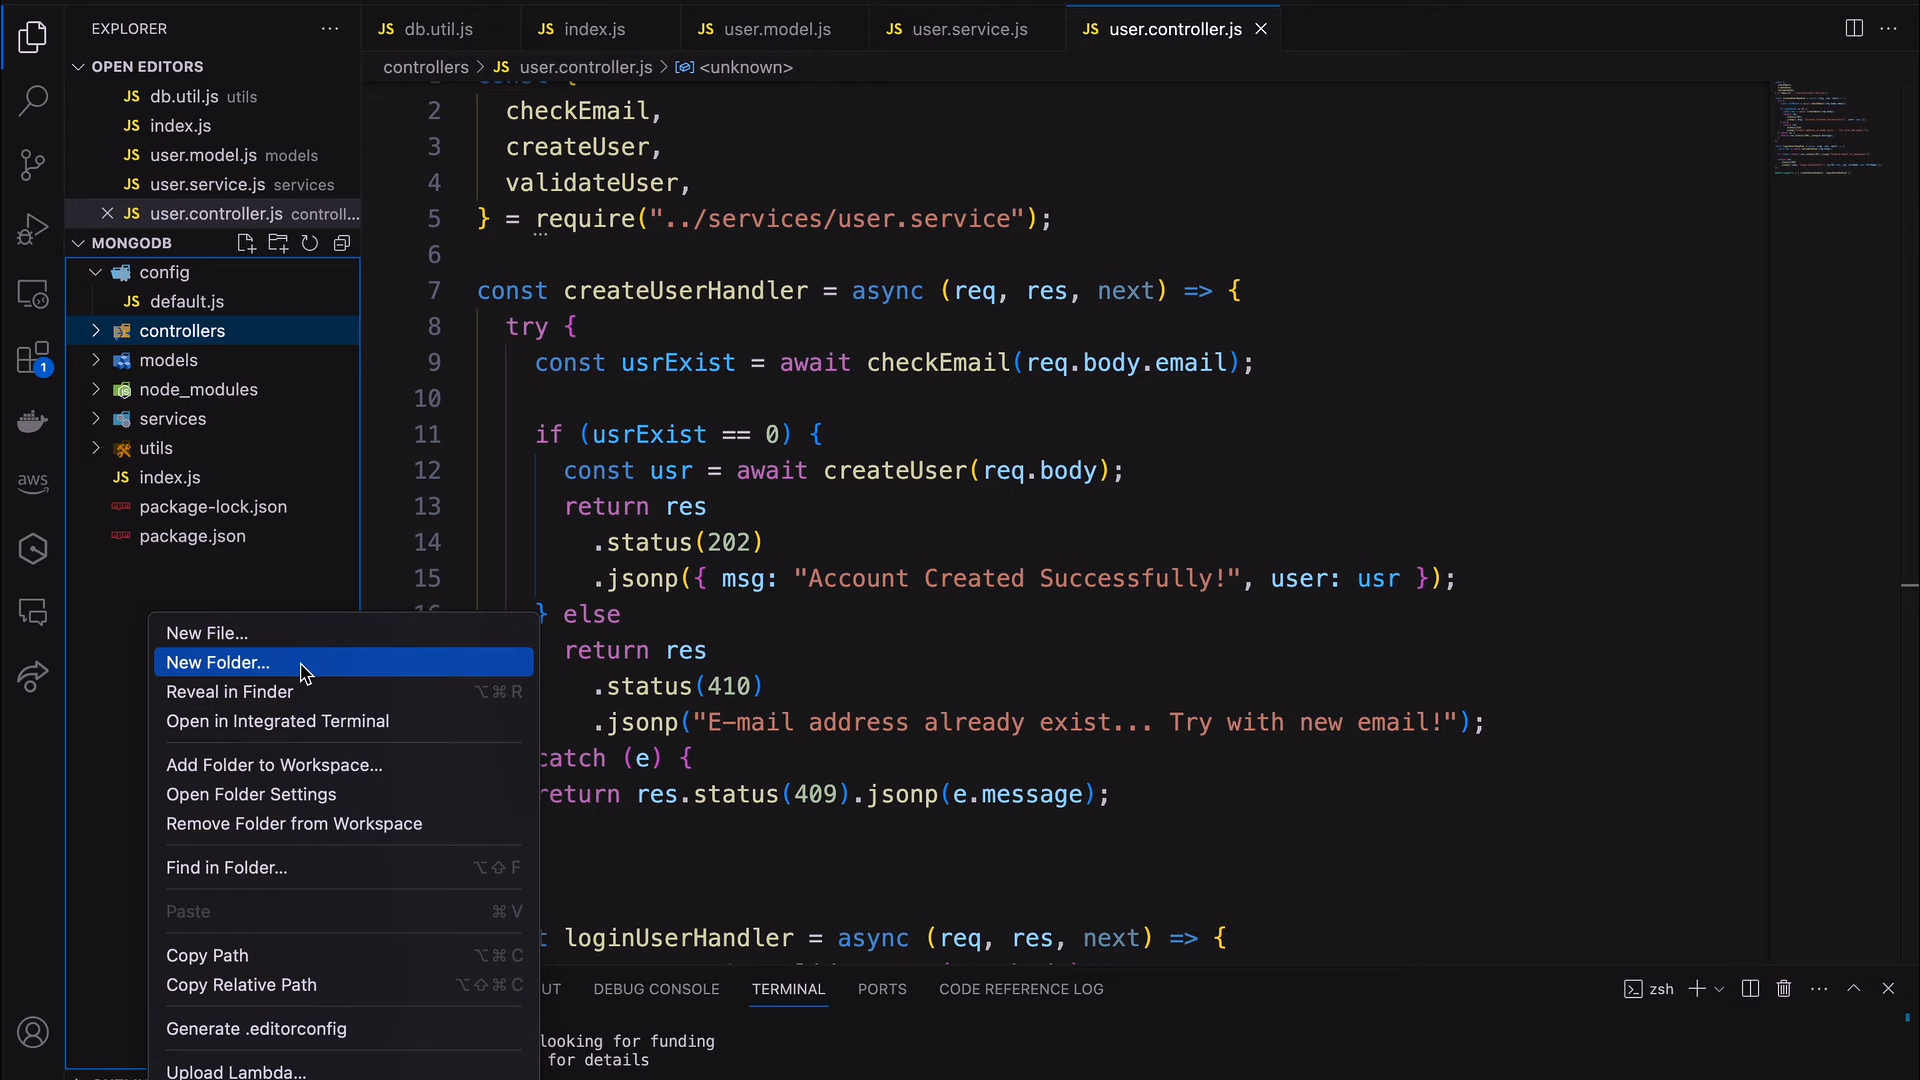 EXPLORER
OPEN EDITORS
JS db.util.js utils
JS index.js
JS user.model.js models
JS user.service.js services
JS user.controller.js controll...
MONGODB
config
JS default.js
controllers
models
node_modules
services
utils
JS index.js
package-lock.json
package.json
aws
1
JS db.util.js
JS index.js
JS user.model.js
JS user.service.js
JS user.controller.js
controllers > JS user.controller.js > <unknown>
2 checkEmail,
3 createUser,
4 validateUser,
5 } = require("../services/user.service");
6
7 const createUserHandler = async (req, res, next) => {
8 try {
9 const usrExist = await checkEmail(req.body.email);
10
11 if (usrExist == 0) {
12 const usr = await createUser(req.body);
13 return res
14 .status(202)
15 .jsonp({ msg: "Account Created Successfully!", user: usr });
} else
return res
.status(410)
.jsonp("E-mail address already exist... Try with new email!");
catch (e) {
return res.status(409).jsonp(e.message);
t loginUserHandler = async (req, res, next) => {
New File...
New Folder...
Reveal in Finder ⌥⌘R
Open in Integrated Terminal
Add Folder to Workspace...
Open Folder Settings
Remove Folder from Workspace
Find in Folder... ⌥⇧F
Paste ⌘V
Copy Path ⌥⌘C
Copy Relative Path ⌥⇧⌘C
Generate .editorconfig
Upload Lambda...
UT
DEBUG CONSOLE
TERMINAL
PORTS
CODE REFERENCE LOG
zsh
looking for funding
for details